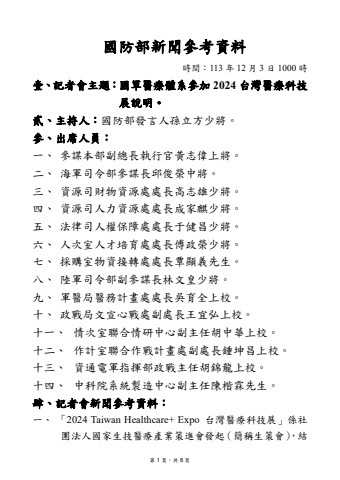 國防部新聞參考資料
時間：113 年 12 月 3 日 1000 時
壹、記者會主題：國軍醫療體系參加 2024 台灣醫療科技
展說明。
貳、主持人：國防部發言人孫立方少將。
參、出席人員：
一、 參謀本部副總長執行官黃志偉上將。
二、 海軍司令部參謀長邱俊榮中將。
三、 資源司財物資源處處長高志雄少將。
四、 資源司人力資源處處長成家麒少將。
五、 法律司人權保障處處長于健昌少將。
六、 人次室人才培育處處長傅政榮少將。
七、 採購室物資接轉處處長覃顯義先生。
八、 陸軍司令部副參謀長林文皇少將。
九、 軍醫局醫務計畫處處長吳育全上校。
十、 政戰局文宣心戰處副處長王宜弘上校。
十一、 情次室聯合情研中心副主任胡中華上校。
十二、 作計室聯合作戰計畫處副處長鍾坤昌上校。
十三、 資通電軍指揮部政戰主任胡錦龍上校。
十四、 中科院系統製造中心副主任陳楷霖先生。
肆、記者會新聞參考資料：
一、 「2024 Taiwan Healthcare+ Expo 台灣醫療科技展」係社
團法人國家生技醫療產業策進會發起（簡稱生策會），結
第 1 頁，共 8 頁